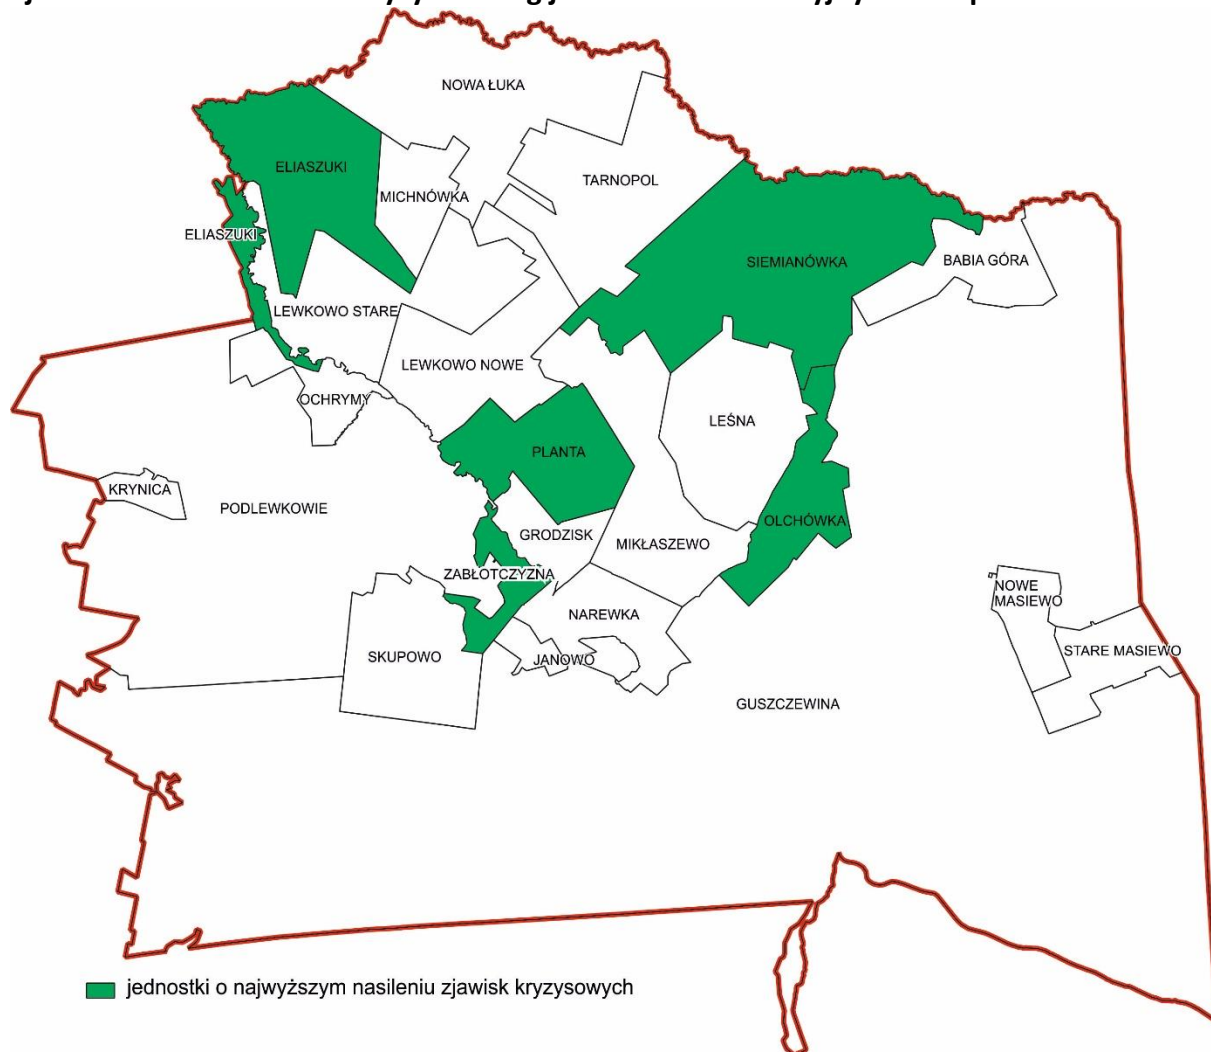 NOWA ŁUKA
ELIASZUKI
TARNOPOL
MICHNÓWKA
ELIASZUKI
SIEMIANÓWKA
BABIA GÓRA
LEWKOWO STARE
LEWKOWO NOWE
OCHRYMY
LEŚNA
PLANTA
KRYNICA
PODLEWKOWIE
OLCHÓWKA
GRODZISK
MIKŁASZEWO
ZABŁOTCZYZNA
NOWE
MASIEWO
NAREWKA
SKUPOWO
JANOWO
STARE MASIEWO
GUSZCZEWINA
jednostki o najwyższym nasileniu zjawisk kryzysowych